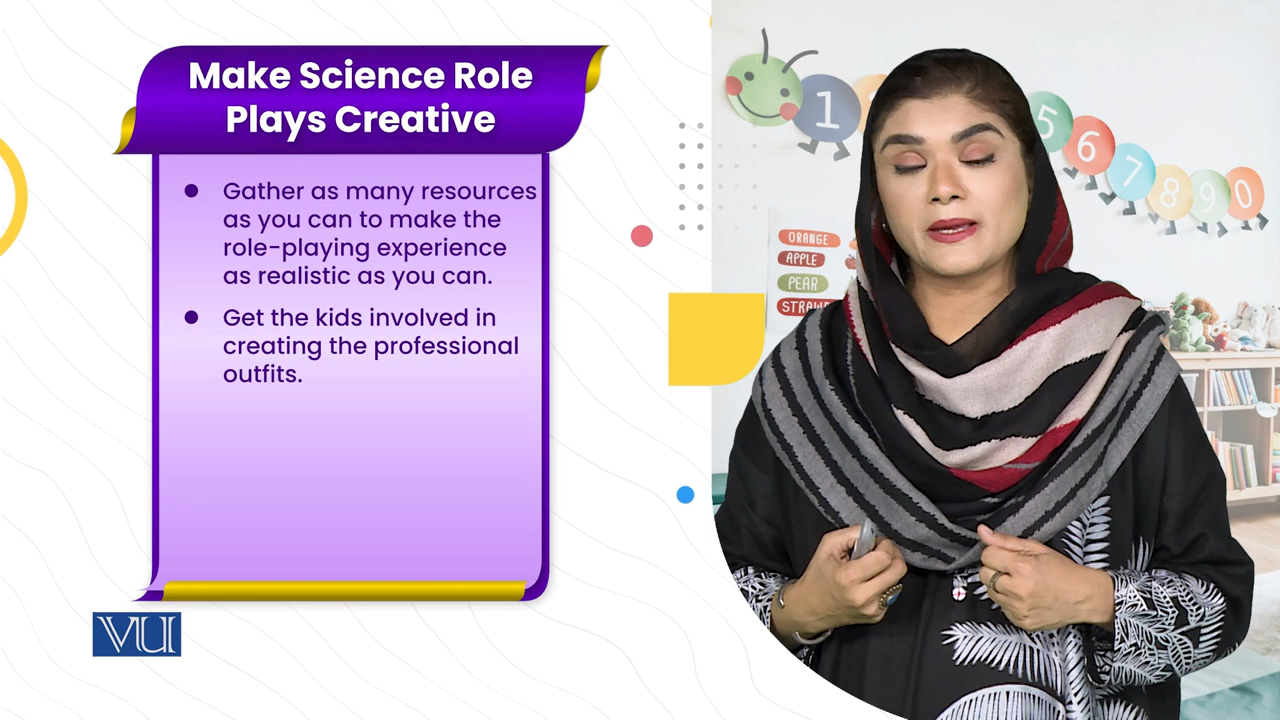 Make Science Role
Plays Creative
Gather as many resources
as you can to make the
role-playing experience
as realistic as you can.
Get the kids involved in
creating the professional
outfits.
VU
1
5 6 7 8 9 0
ORANGE
APPLE
PEAR